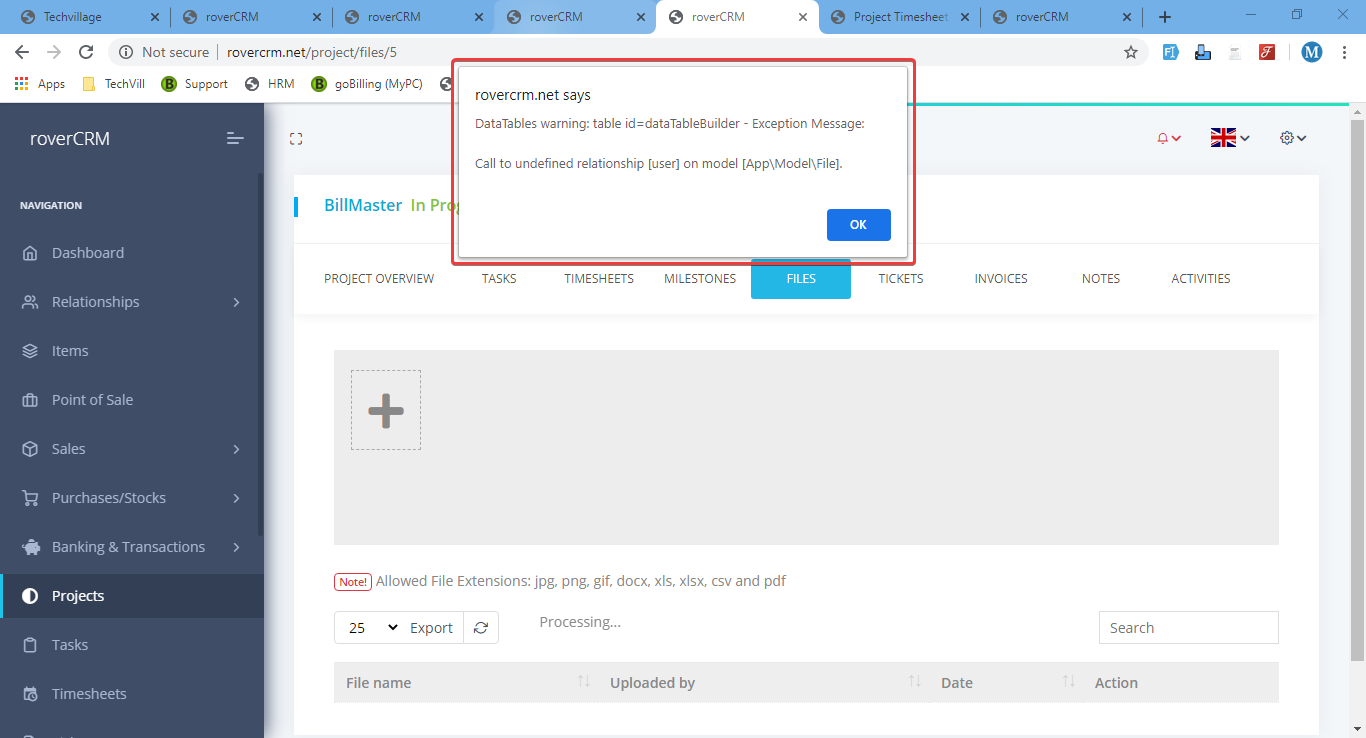 Techvillage
roverCRM
roverCRM
roverCRM
roverCRM
Project Timesheet
roverCRM
Not secure
rovercrm.net/project/files/5
M
Apps
TechVill
Support
HRM
goBilling (MyPC)
rovercrm.net says
DataTables warning: table id=dataTableBuilder - Exception Message:
Call to undefined relationship [user] on model [App\Model\File].
OK
roverCRM
NAVIGATION
Dashboard
Relationships
Items
Point of Sale
Sales
Purchases/Stocks
Banking & Transactions
Projects
Tasks
Timesheets
BillMaster In Prog
PROJECT OVERVIEW
TASKS
TIMESHEETS
MILESTONES
FILES
TICKETS
INVOICES
NOTES
ACTIVITIES
Note! Allowed File Extensions: jpg, png, gif, docx, xls, xlsx, csv and pdf
25
Export
Processing...
Search
File name
Uploaded by
Date
Action